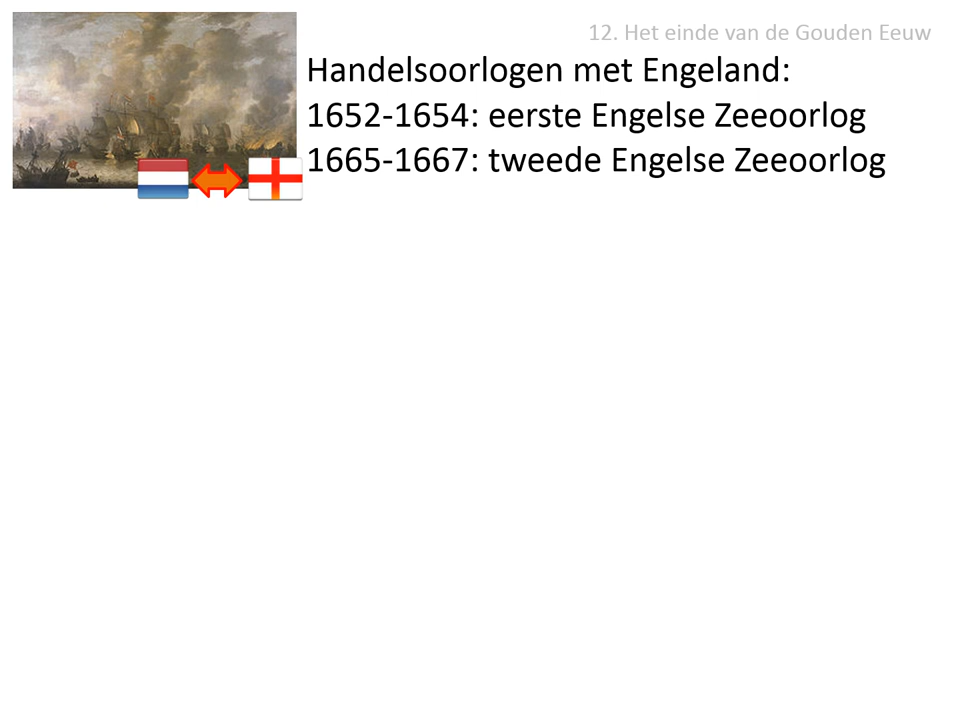 12. Het einde van de Gouden Eeuw
Handelsoorlogen met Engeland:
1652-1654: eerste Engelse Zeeoorlog
1665-1667: tweede Engelse Zeeoorlog